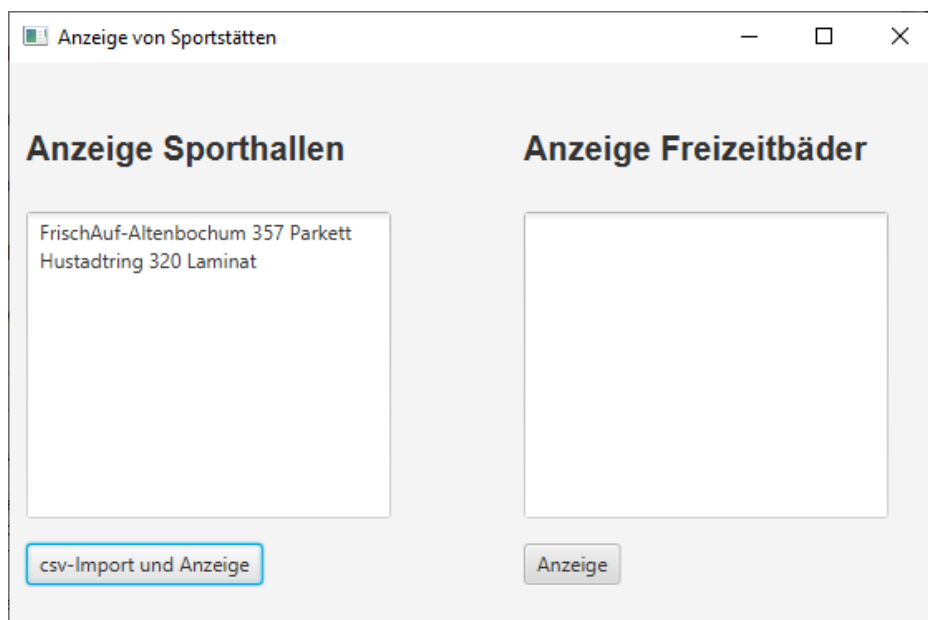 Anzeige von Sportstätten
Anzeige Sporthallen
Anzeige Freizeitbäder
FrischAuf-Altenbochum 357 Parkett
Hustadtring 320 Laminat
csv-Import und Anzeige
Anzeige